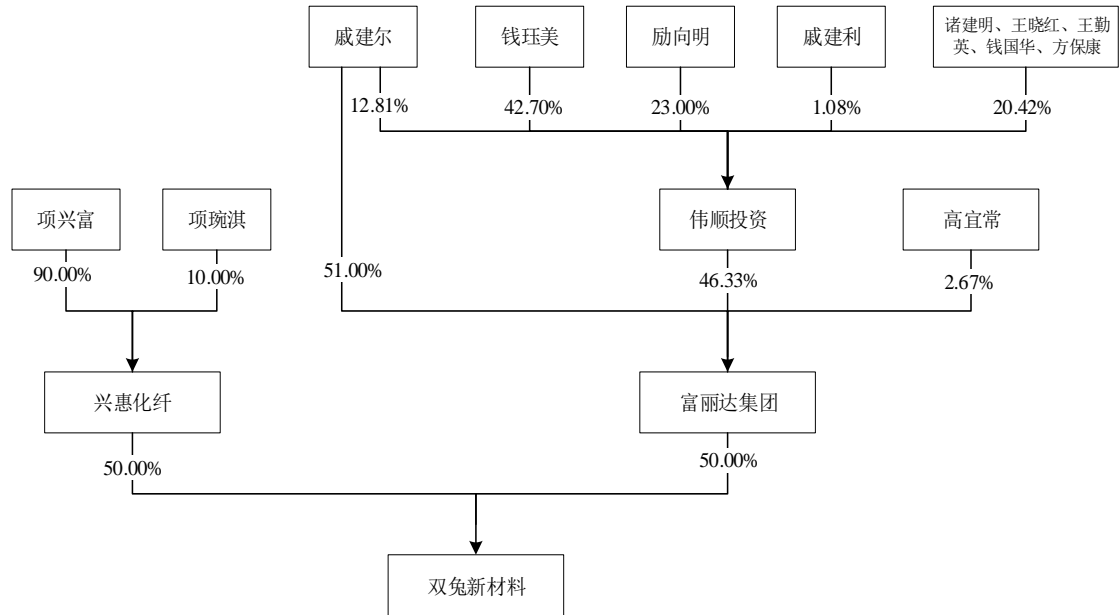 戚建尔
钱珏美
励向明
戚建利
诸建明、王晓红、王勤
英、钱国华、方保康
12.81%
42.70%
23.00%
1.08%
20.42%
项兴富
项琬淇
伟顺投资
高宜常
90.00%
10.00%
51.00%
46.33%
2.67%
兴惠化纤
富丽达集团
50.00%
50.00%
双兔新材料